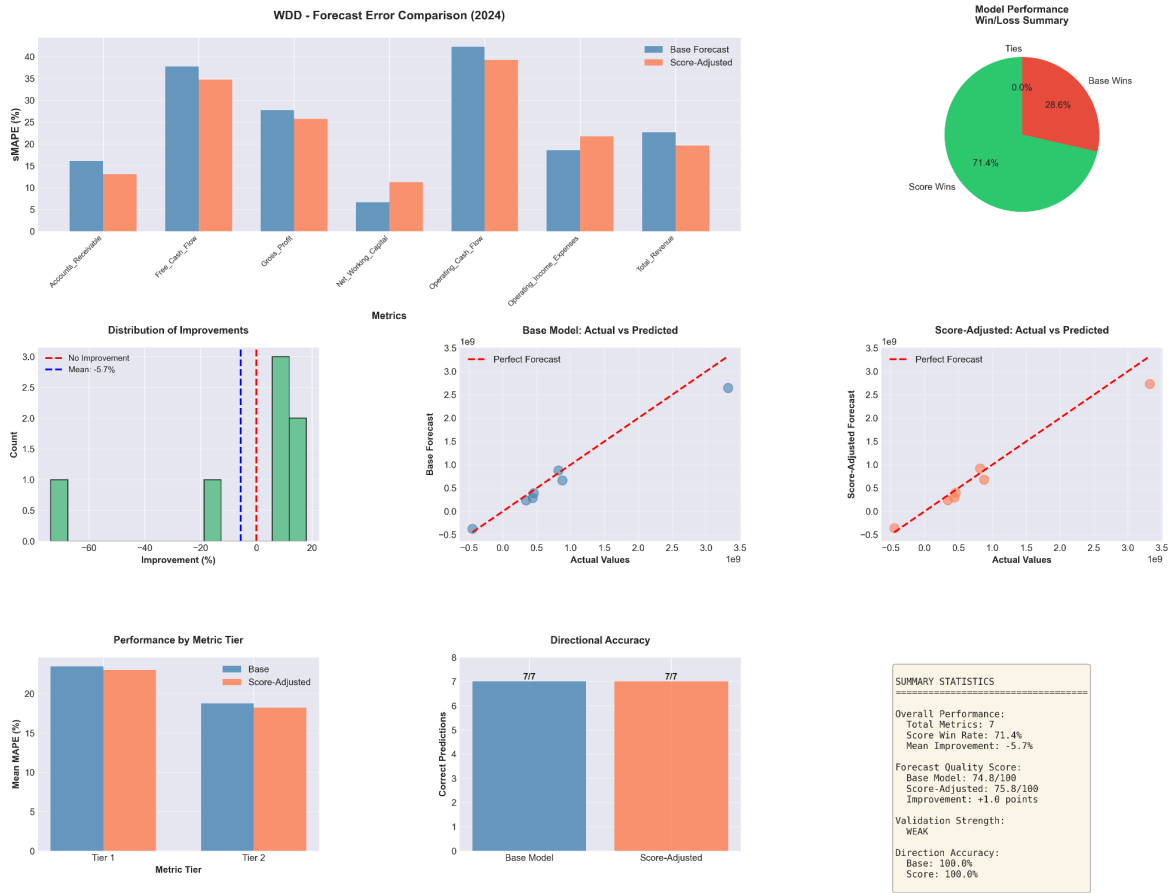 WDD - Forecast Error Comparison (2024)
sMAPE (%)
40
35
30
25
20
15
10
5
0
Base Forecast
Score-Adjusted
Accounts_Receivable
Free_Cash_Flow
Gross_Profit
Net_Working_Capital
Operating_Cash_Flow
Operating_Income_Expenses
Total_Revenue
Metrics
Model Performance
Win/Loss Summary
Ties
0.0%
Base Wins
28.6%
71.4%
Score Wins
Distribution of Improvements
Count
3.0
2.5
2.0
1.5
1.0
0.5
0.0
No Improvement
Mean: -5.7%
−60
−40
−20
0
20
Improvement (%)
Base Model: Actual vs Predicted
1e9
Base Forecast
3.5
3.0
2.5
2.0
1.5
1.0
0.5
0.0
−0.5
Perfect Forecast
−0.5
0.0
0.5
1.0
1.5
2.0
2.5
3.0
3.5
1e9
Actual Values
Score-Adjusted: Actual vs Predicted
1e9
Score-Adjusted Forecast
3.5
3.0
2.5
2.0
1.5
1.0
0.5
0.0
−0.5
Perfect Forecast
−0.5
0.0
0.5
1.0
1.5
2.0
2.5
3.0
3.5
1e9
Actual Values
Performance by Metric Tier
Mean MAPE (%)
20
15
10
5
0
Base
Score-Adjusted
Tier 1
Tier 2
Metric Tier
Directional Accuracy
Correct Predictions
8
7
6
5
4
3
2
1
0
7/7
7/7
Base Model
Score-Adjusted
SUMMARY STATISTICS
===================================
Overall Performance:
Total Metrics: 7
Score Win Rate: 71.4%
Mean Improvement: -5.7%
Forecast Quality Score:
Base Model: 74.8/100
Score-Adjusted: 75.8/100
Improvement: +1.0 points
Validation Strength:
WEAK
Direction Accuracy:
Base: 100.0%
Score: 100.0%